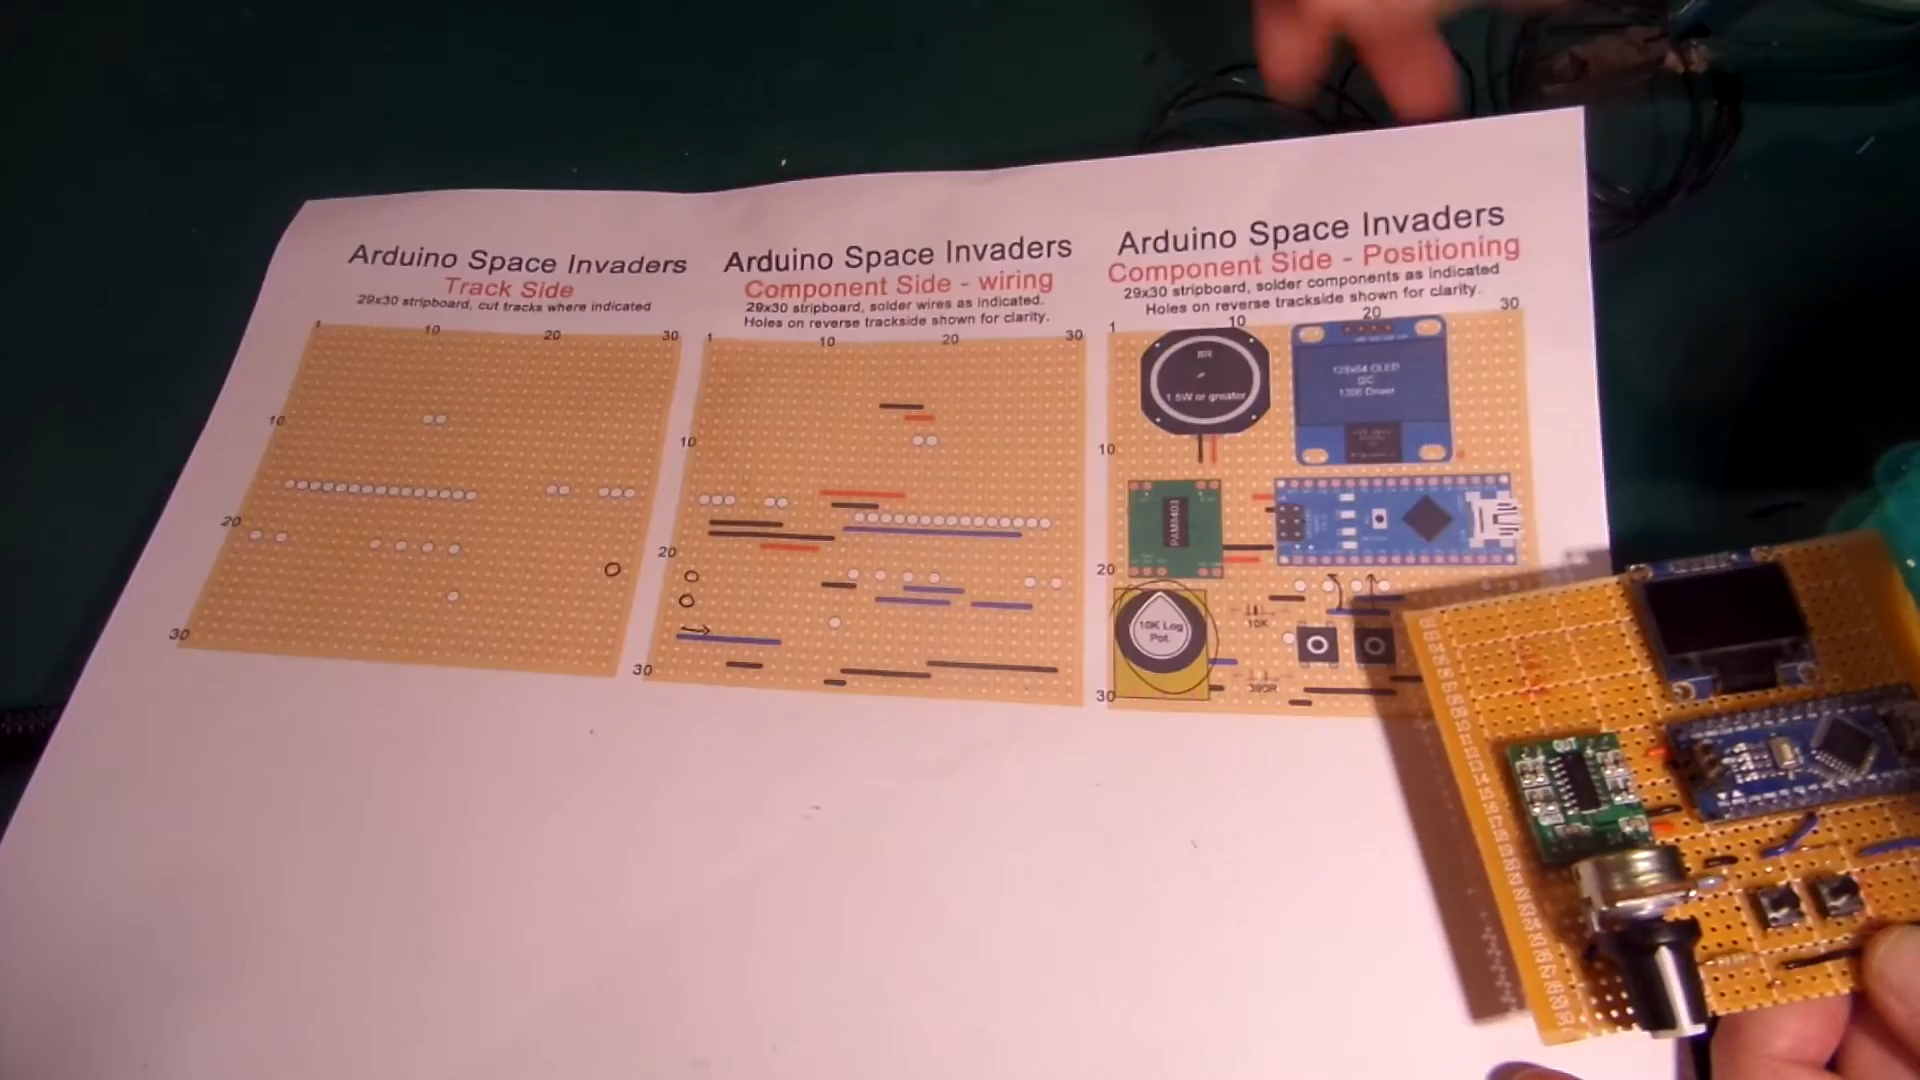 Arduino Space Invaders
Track Side
29x30 stripboard, cut tracks where indicated
1
10
20
30
10
20
30
Arduino Space Invaders
Component Side - wiring
29x30 stripboard, solder wires as indicated.
Holes on reverse trackside shown for clarity.
1
10
20
30
10
20
30
Arduino Space Invaders
Component Side - Positioning
29x30 stripboard, solder components as indicated
Holes on reverse trackside shown for clarity.
1
10
20
30
10
20
30
8R
1.5W or greater
128x64 OLED
I2C
1306 Driver
PAM8403
10K Log
Pot.
10K
390R
OUT